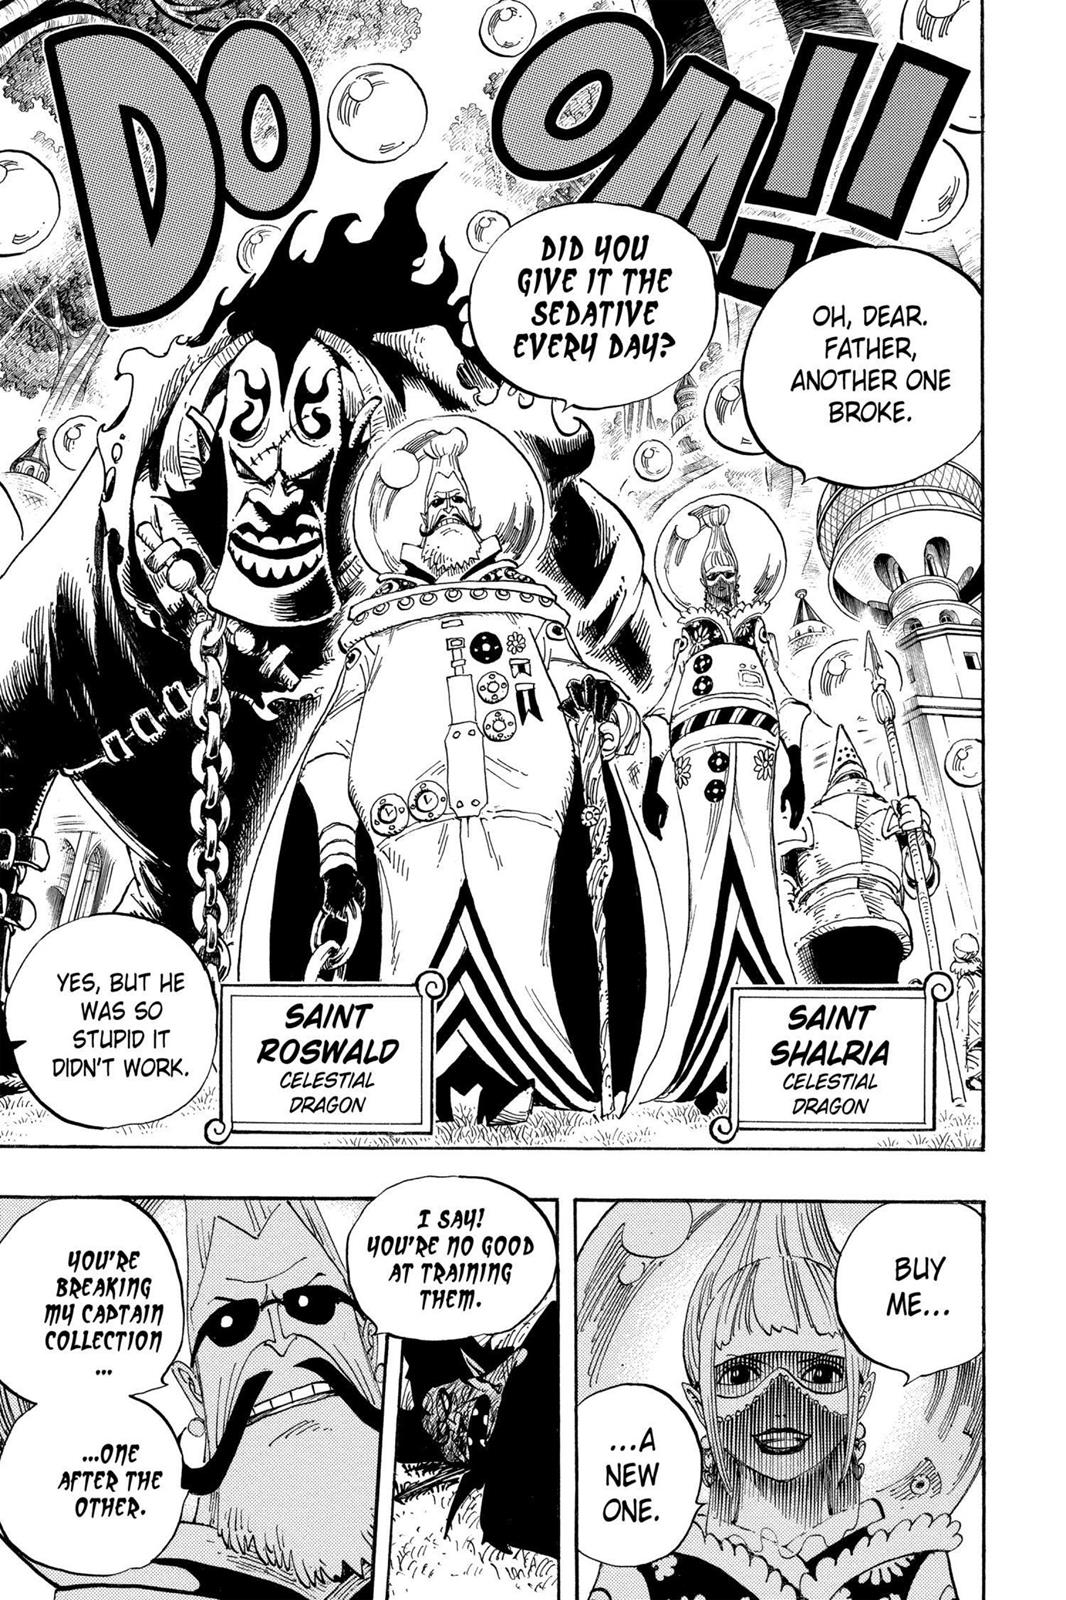 DOOM!!
OH, DEAR.
FATHER,
ANOTHER ONE
BROKE.
DID YOU
GIVE IT THE
SEDATIVE
EVERY DAY?
YES, BUT HE
WAS SO
STUPID IT
DIDN'T WORK.
SAINT
SHALRIA
CELESTIAL
DRAGON
SAINT
ROSWALD
CELESTIAL
DRAGON
BUY
ME...
...A
NEW
ONE.
I SAY!
YOU'RE NO GOOD
AT TRAINING
THEM.
YOU'RE
BREAKING
MY CAPTAIN
COLLECTION
...
...ONE
AFTER THE
OTHER.